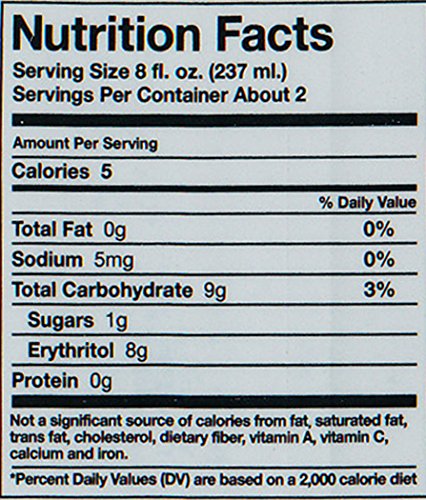 Nutrition Facts
Serving Size 8 fl. oz. (237 ml.)
Servings Per Container About 2
Amount Per Serving
Calories 5
% Daily Value
Total Fat 0g 0%
Sodium 5mg 0%
Total Carbohydrate 9g 3%
Sugars 1g
Erythritol 8g
Protein 0g
Not a significant source of calories from fat, saturated fat,
trans fat, cholesterol, dietary fiber, vitamin A, vitamin C,
calcium and iron.
*Percent Daily Values (DV) are based on a 2,000 calorie diet